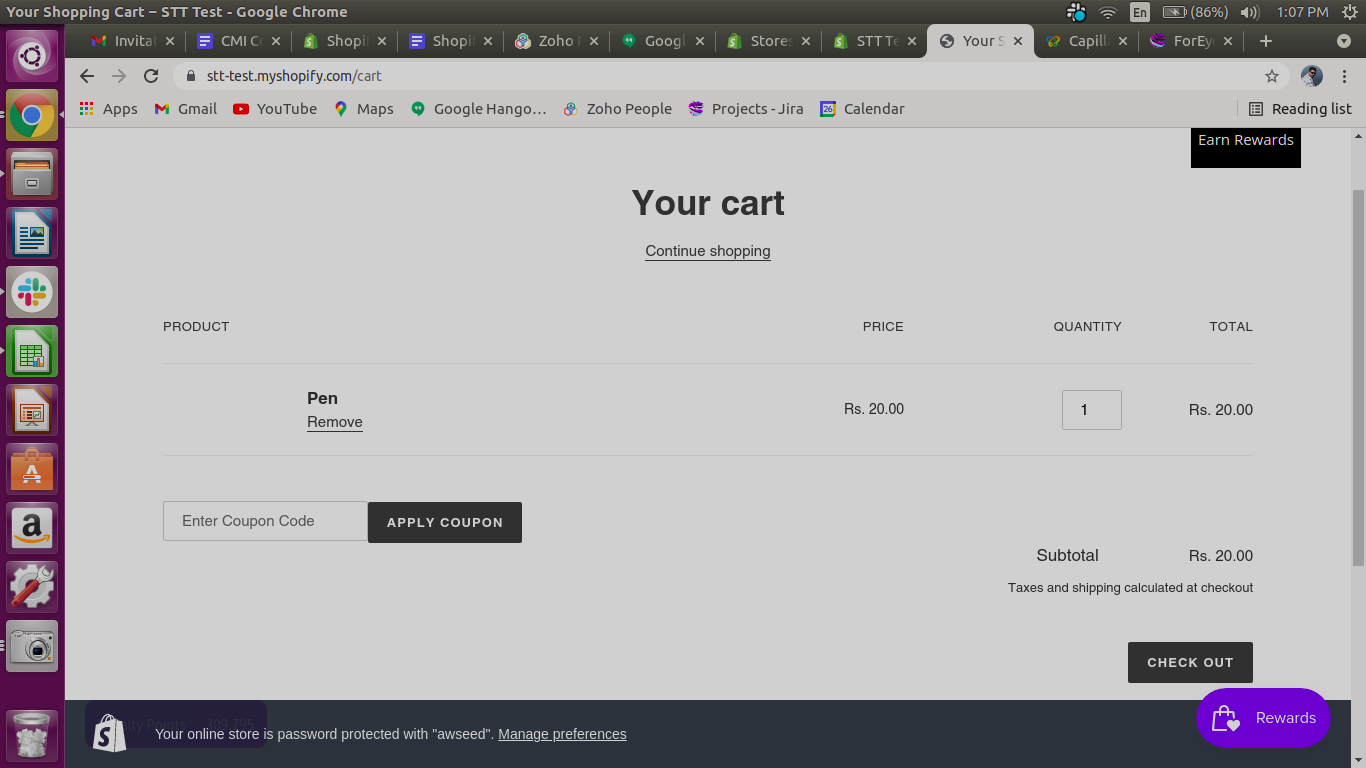 Your Shopping Cart – STT Test - Google Chrome
En (86%) 1:07 PM
Invita CMI C Shopi Shopi Zoho Googl Stores STT Te Your S Capill ForEy
stt-test.myshopify.com/cart
Apps Gmail YouTube Maps Google Hango... Zoho People Projects - Jira 26 Calendar Reading list
Earn Rewards
Your cart
Continue shopping
PRODUCT PRICE QUANTITY TOTAL
Pen
Remove
Rs. 20.00 1 Rs. 20.00
Enter Coupon Code APPLY COUPON
Subtotal Rs. 20.00
Taxes and shipping calculated at checkout
CHECK OUT
Points 309.795
Your online store is password protected with "awseed". Manage preferences
Rewards